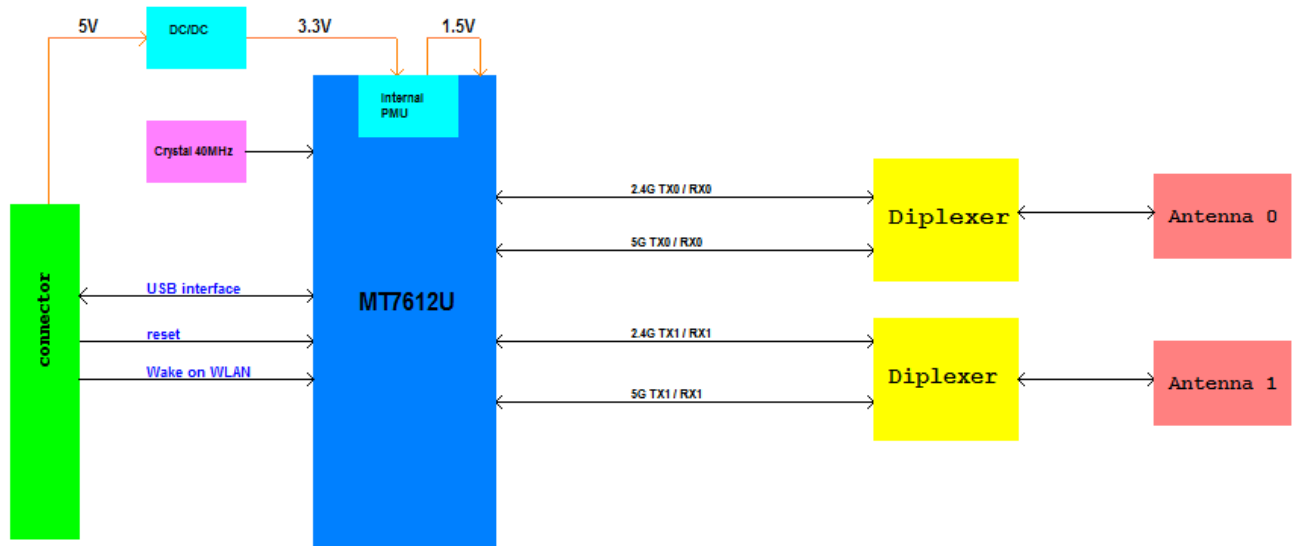 5V
DC/DC
3.3V
1.5V
Internal
PMU
Crystal 40MHz
connector
USB interface
reset
Wake on WLAN
MT7612U
2.4G TX0 / RX0
5G TX0 / RX0
2.4G TX1 / RX1
5G TX1 / RX1
Diplexer
Antenna 0
Diplexer
Antenna 1